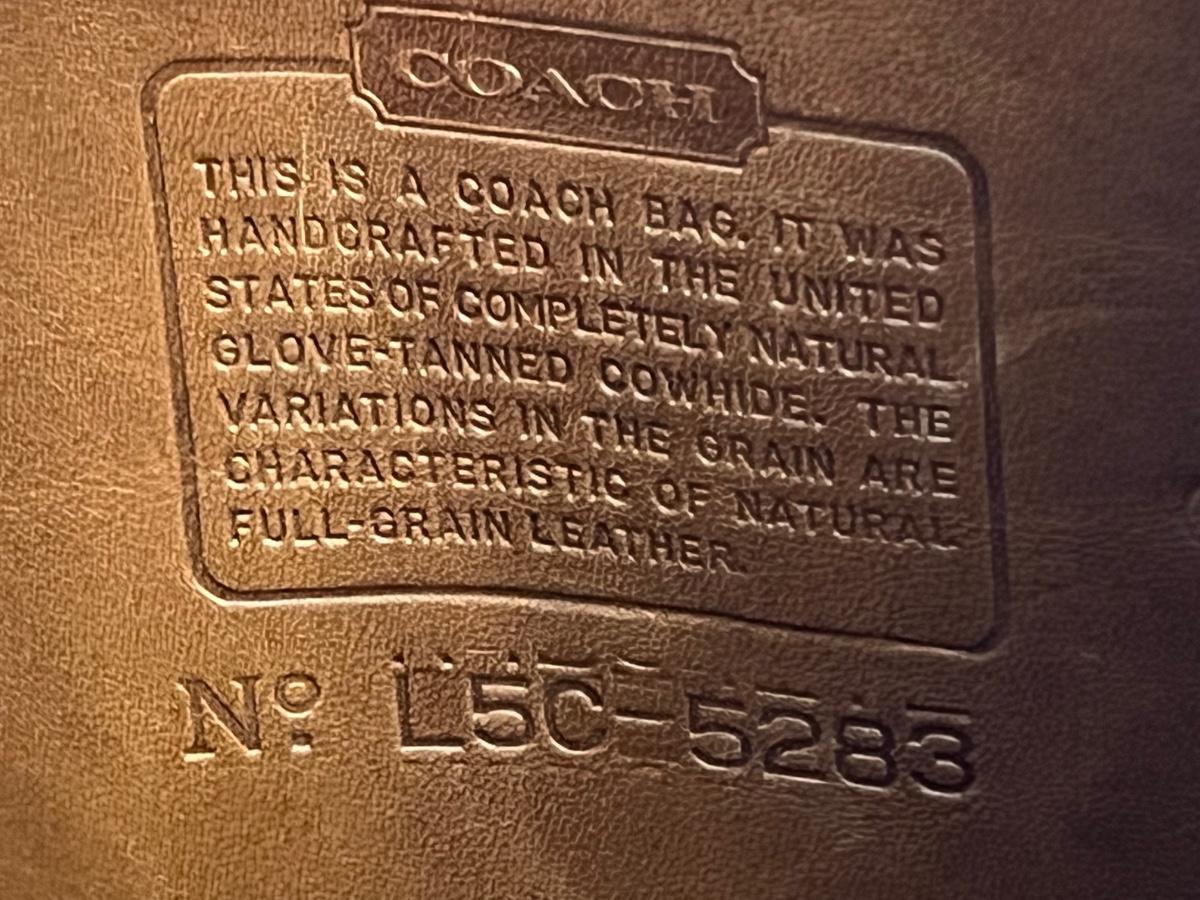 COACH
THIS IS A COACH BAG. IT WAS
HANDCRAFTED IN THE UNITED
STATES OF COMPLETELY NATURAL
GLOVE-TANNED COWHIDE. THE
VARIATIONS IN THE GRAIN ARE
CHARACTERISTIC OF NATURAL
FULL-GRAIN LEATHER.
Nº L5C-5283